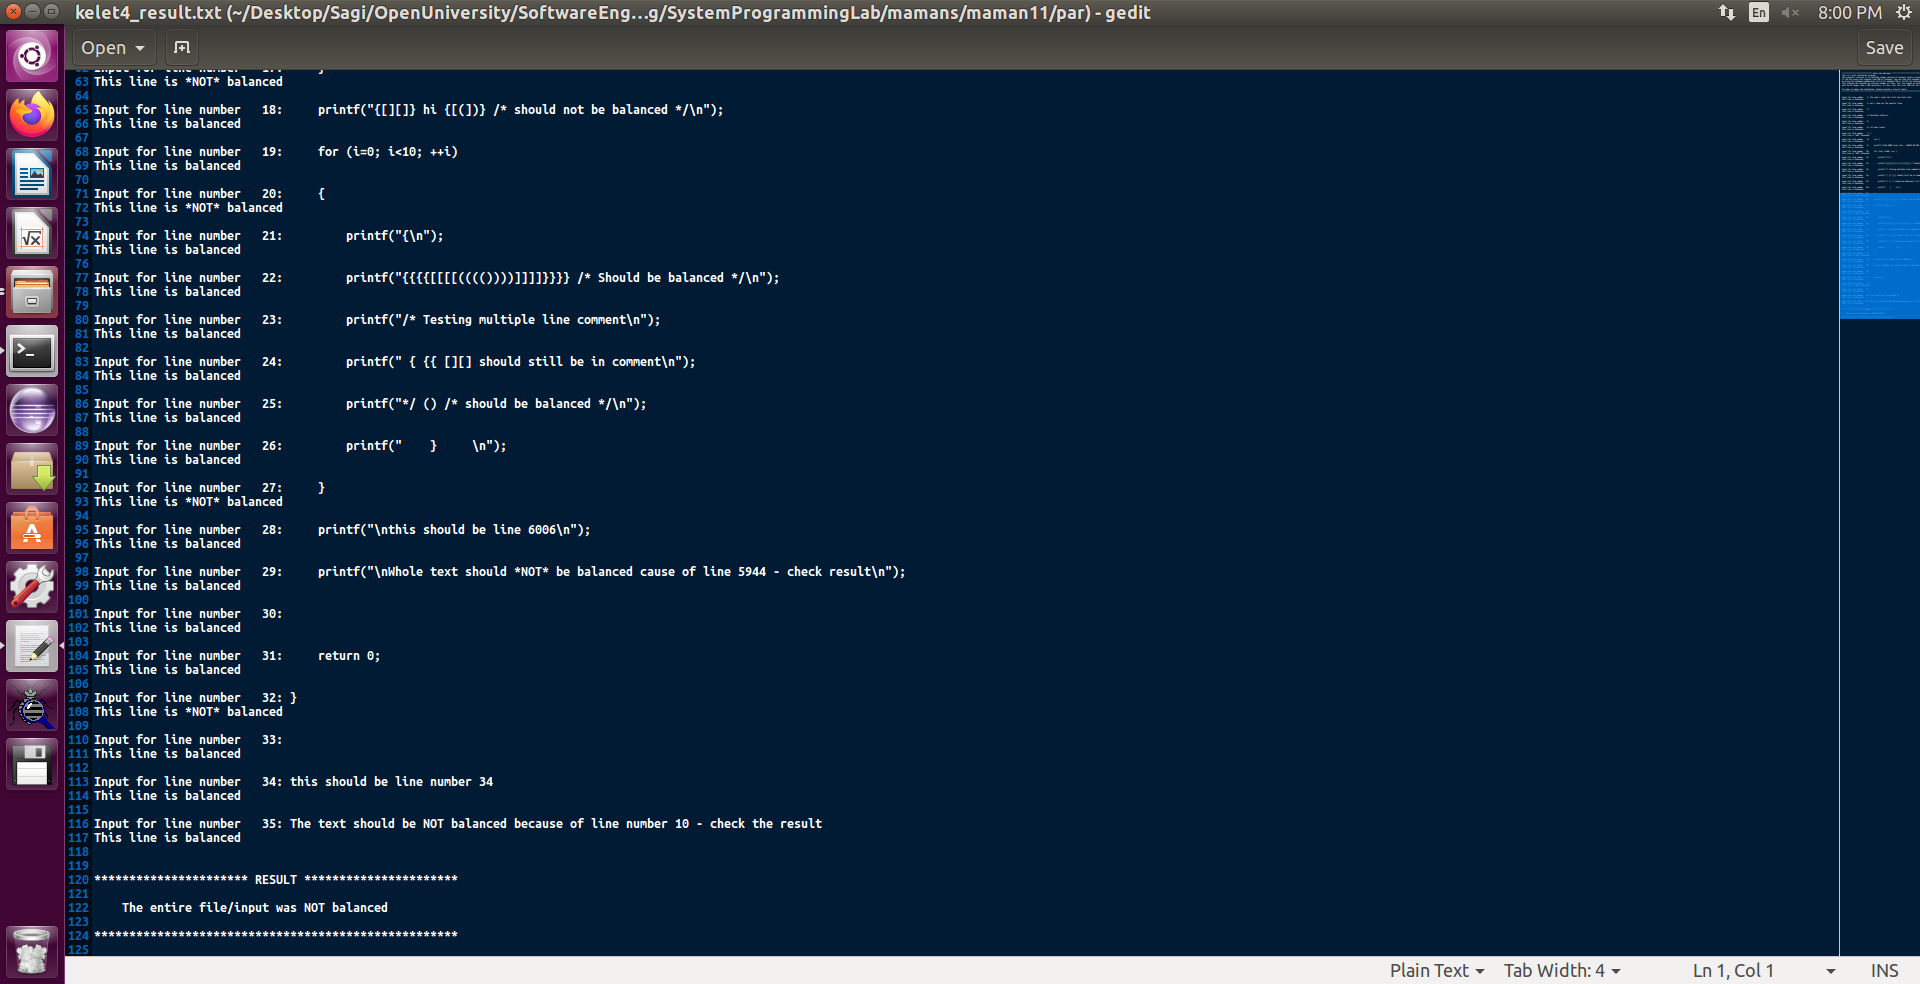 kelet4_result.txt (~/Desktop/Sagi/OpenUniversity/SoftwareEng…g/SystemProgrammingLab/mamans/maman11/par) - gedit
En
8:00 PM
Open
Save
62 Input for line number   17:     }
63 This line is *NOT* balanced
64
65 Input for line number   18:     printf("{[][]} hi {[(])} /* should not be balanced */\n");
66 This line is balanced
67
68 Input for line number   19:     for (i=0; i<10; ++i)
69 This line is balanced
70
71 Input for line number   20:     {
72 This line is *NOT* balanced
73
74 Input for line number   21:         printf("{\n");
75 This line is balanced
76
77 Input for line number   22:         printf("{{{{[[[[(((())))]]]]}}}} /* Should be balanced */\n");
78 This line is balanced
79
80 Input for line number   23:         printf("/* Testing multiple line comment\n");
81 This line is balanced
82
83 Input for line number   24:         printf(" { {{ [][] should still be in comment\n");
84 This line is balanced
85
86 Input for line number   25:         printf("*/ () /* should be balanced */\n");
87 This line is balanced
88
89 Input for line number   26:         printf("    }     \n");
90 This line is balanced
91
92 Input for line number   27:     }
93 This line is *NOT* balanced
94
95 Input for line number   28:     printf("\nthis should be line 6006\n");
96 This line is balanced
97
98 Input for line number   29:     printf("\nWhole text should *NOT* be balanced cause of line 5944 - check result\n");
99 This line is balanced
100
101 Input for line number   30:
102 This line is balanced
103
104 Input for line number   31:     return 0;
105 This line is balanced
106
107 Input for line number   32: }
108 This line is *NOT* balanced
109
110 Input for line number   33:
111 This line is balanced
112
113 Input for line number   34: this should be line number 34
114 This line is balanced
115
116 Input for line number   35: The text should be NOT balanced because of line number 10 - check the result
117 This line is balanced
118
119
120 ********************** RESULT **********************
121
122     The entire file/input was NOT balanced
123
124 ****************************************************
125
Plain Text
Tab Width: 4
Ln 1, Col 1
INS